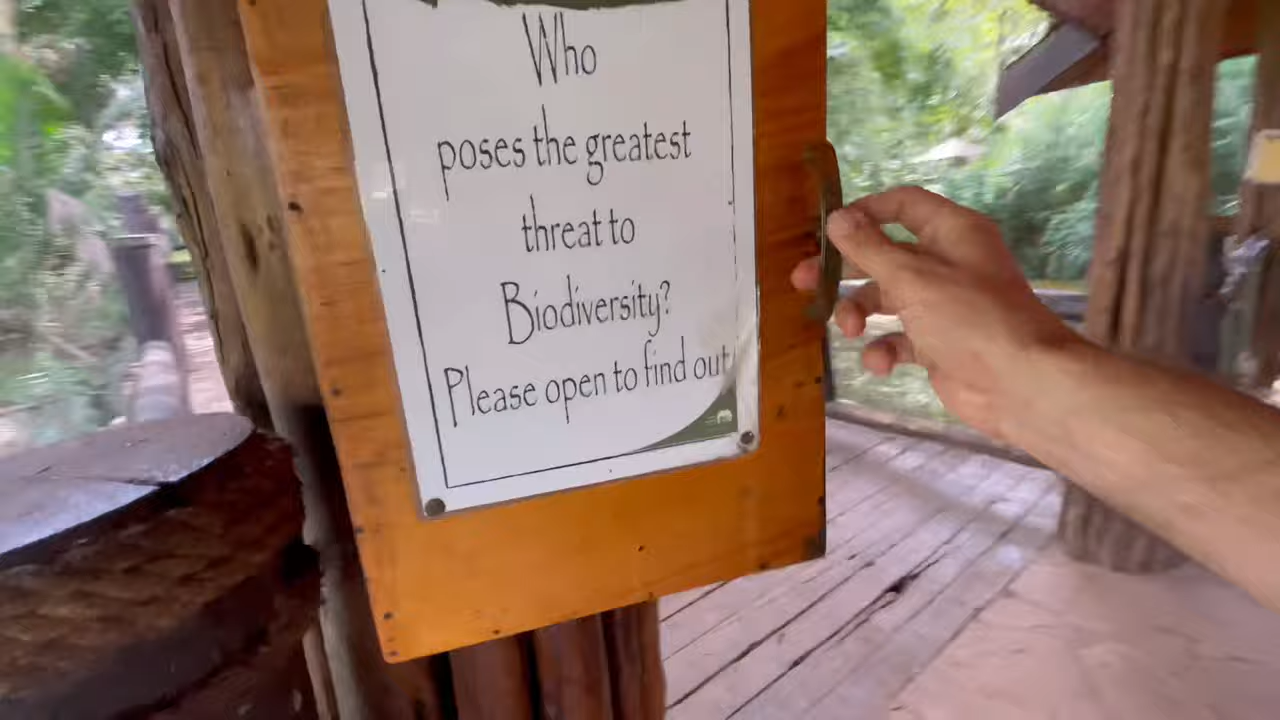 Who
poses the greatest
threat to
Biodiversity?
Please open to find out